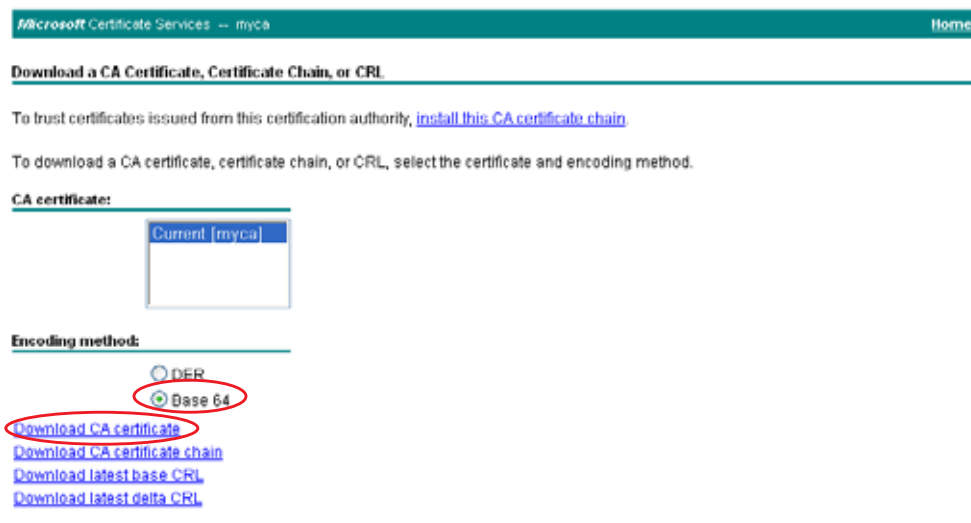 Microsoft Certificate Services -- myca Home
Download a CA Certificate, Certificate Chain, or CRL
To trust certificates issued from this certification authority, install this CA certificate chain.
To download a CA certificate, certificate chain, or CRL, select the certificate and encoding method.
CA certificate:
Current [myca]
Encoding method:
DER
Base 64
Download CA certificate
Download CA certificate chain
Download latest base CRL
Download latest delta CRL